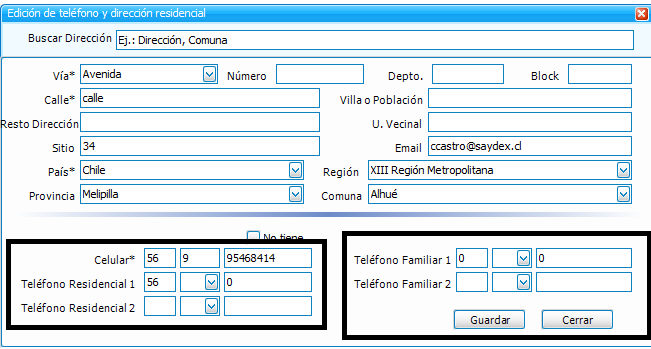 Edición de teléfono y dirección residencial
Buscar Dirección Ej.: Dirección, Comuna
Vía* Avenida Número Depto. Block
Calle* calle Villa o Población
Resto Dirección U. Vecinal
Sitio 34 Email ccastro@saydex.cl
País* Chile Región XIII Región Metropolitana
Provincia Melipilla Comuna Alhué
No tiene
Celular* 56 9 95468414 Teléfono Familiar 1 0 0
Teléfono Residencial 1 56 0 Teléfono Familiar 2
Teléfono Residencial 2
Guardar Cerrar